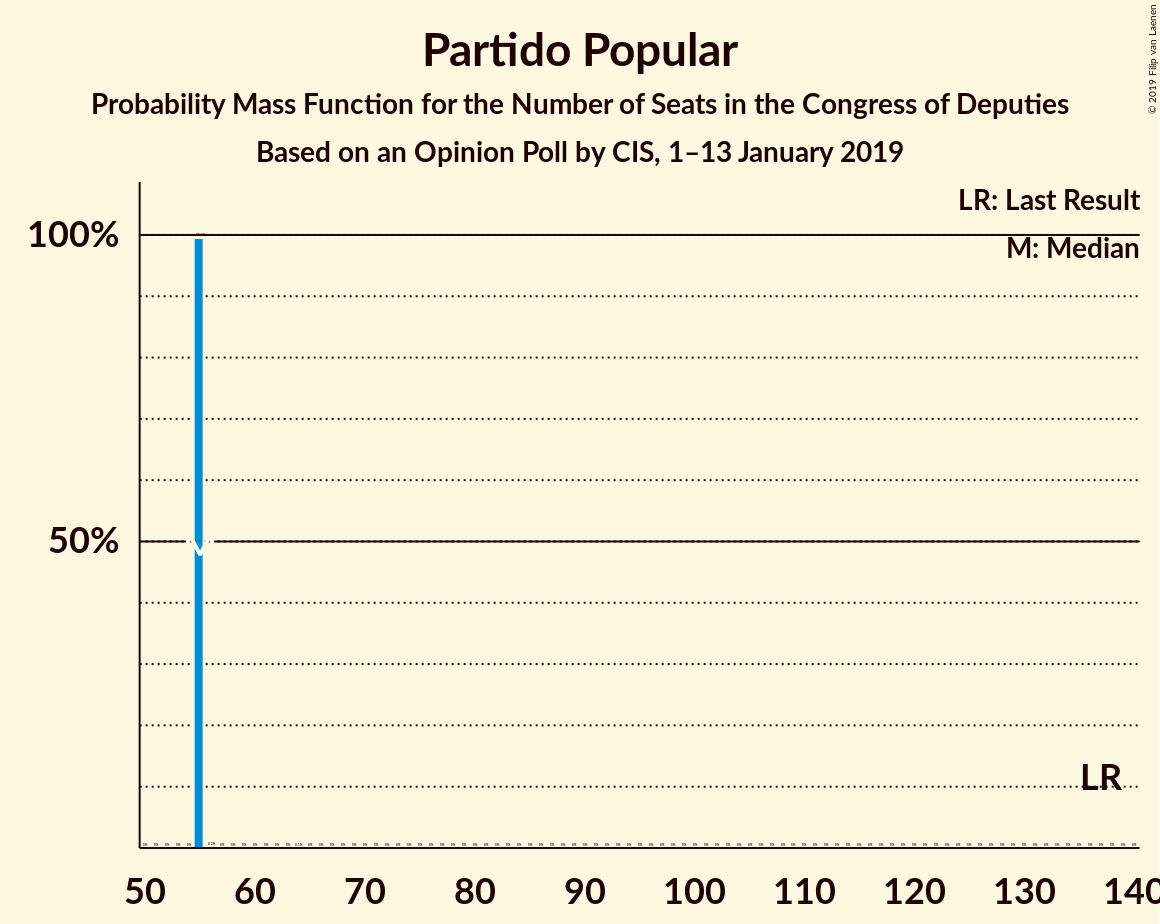 Partido Popular
Probability Mass Function for the Number of Seats in the Congress of Deputies
Based on an Opinion Poll by CIS, 1–13 January 2019
© 2019 Filip van Laenen
LR: Last Result
M: Median
100%
50%
M
LR
50 60 70 80 90 100 110 120 130 140